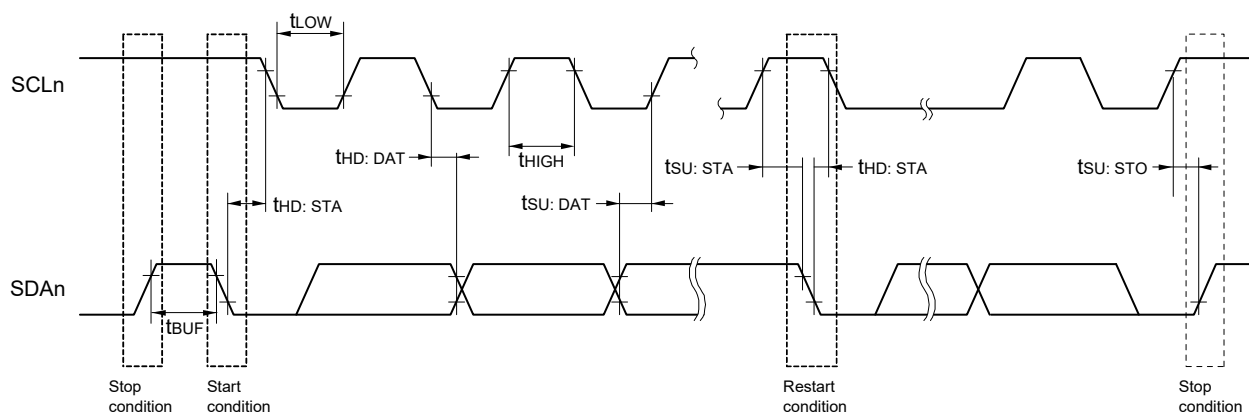 tLOW
SCLn
tHD: DAT
tHIGH
tSU: STA
tHD: STA
tSU: STO
tHD: STA
tSU: DAT
SDAn
tBUF
Stop
condition
Start
condition
Restart
condition
Stop
condition